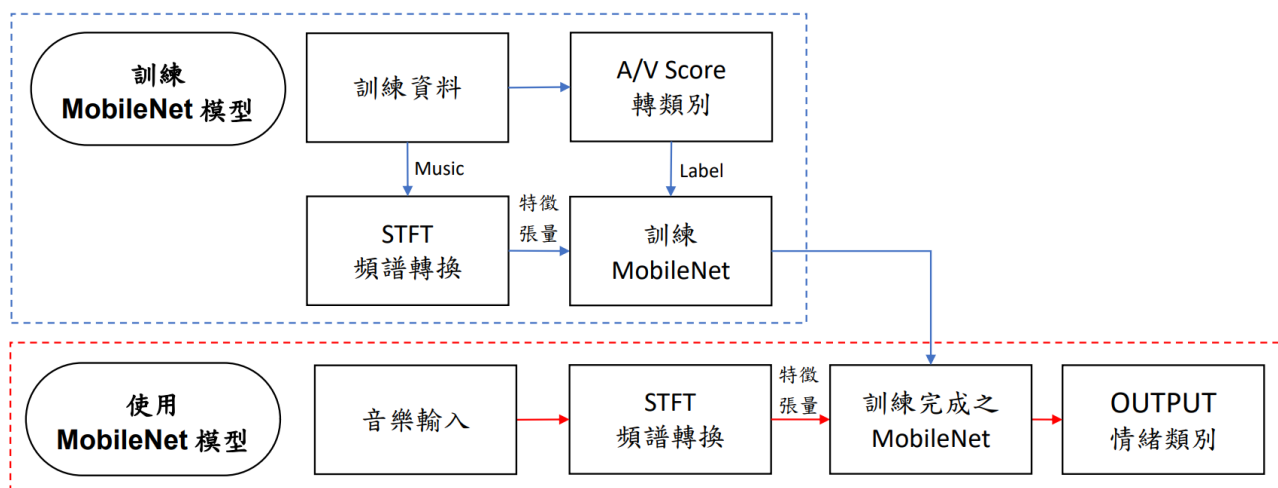 訓練
MobileNet 模型
訓練資料
A/V Score
轉類別
Music
Label
STFT
頻譜轉換
特徵
張量
訓練
MobileNet
使用
MobileNet 模型
音樂輸入
STFT
頻譜轉換
特徵
張量
訓練完成之
MobileNet
OUTPUT
情緒類別